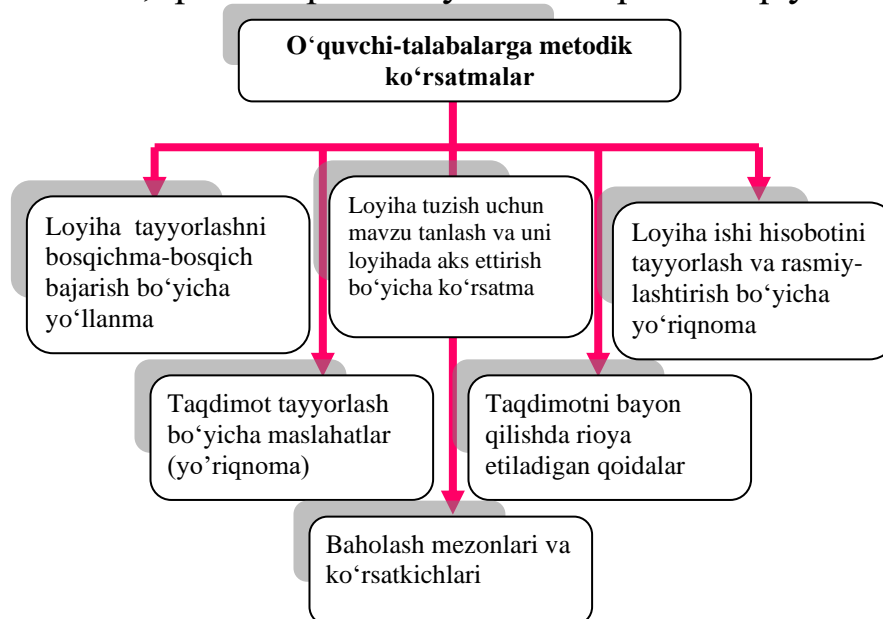 O‘quvchi-talabalarga metodik
ko‘rsatmalar
Loyiha tayyorlashni
bosqichma-bosqich
bajarish bo‘yicha
yo‘llanma
Loyiha tuzish uchun
mavzu tanlash va uni
loyihada aks ettirish
bo‘yicha ko‘rsatma
Loyiha ishi hisobotini
tayyorlash va rasmiy-
lashtirish bo‘yicha
yo‘riqnoma
Taqdimot tayyorlash
bo‘yicha maslahatlar
(yo’riqnoma)
Taqdimotni bayon
qilishda rioya
etiladigan qoidalar
Baholash mezonlari va
ko‘rsatkichlari